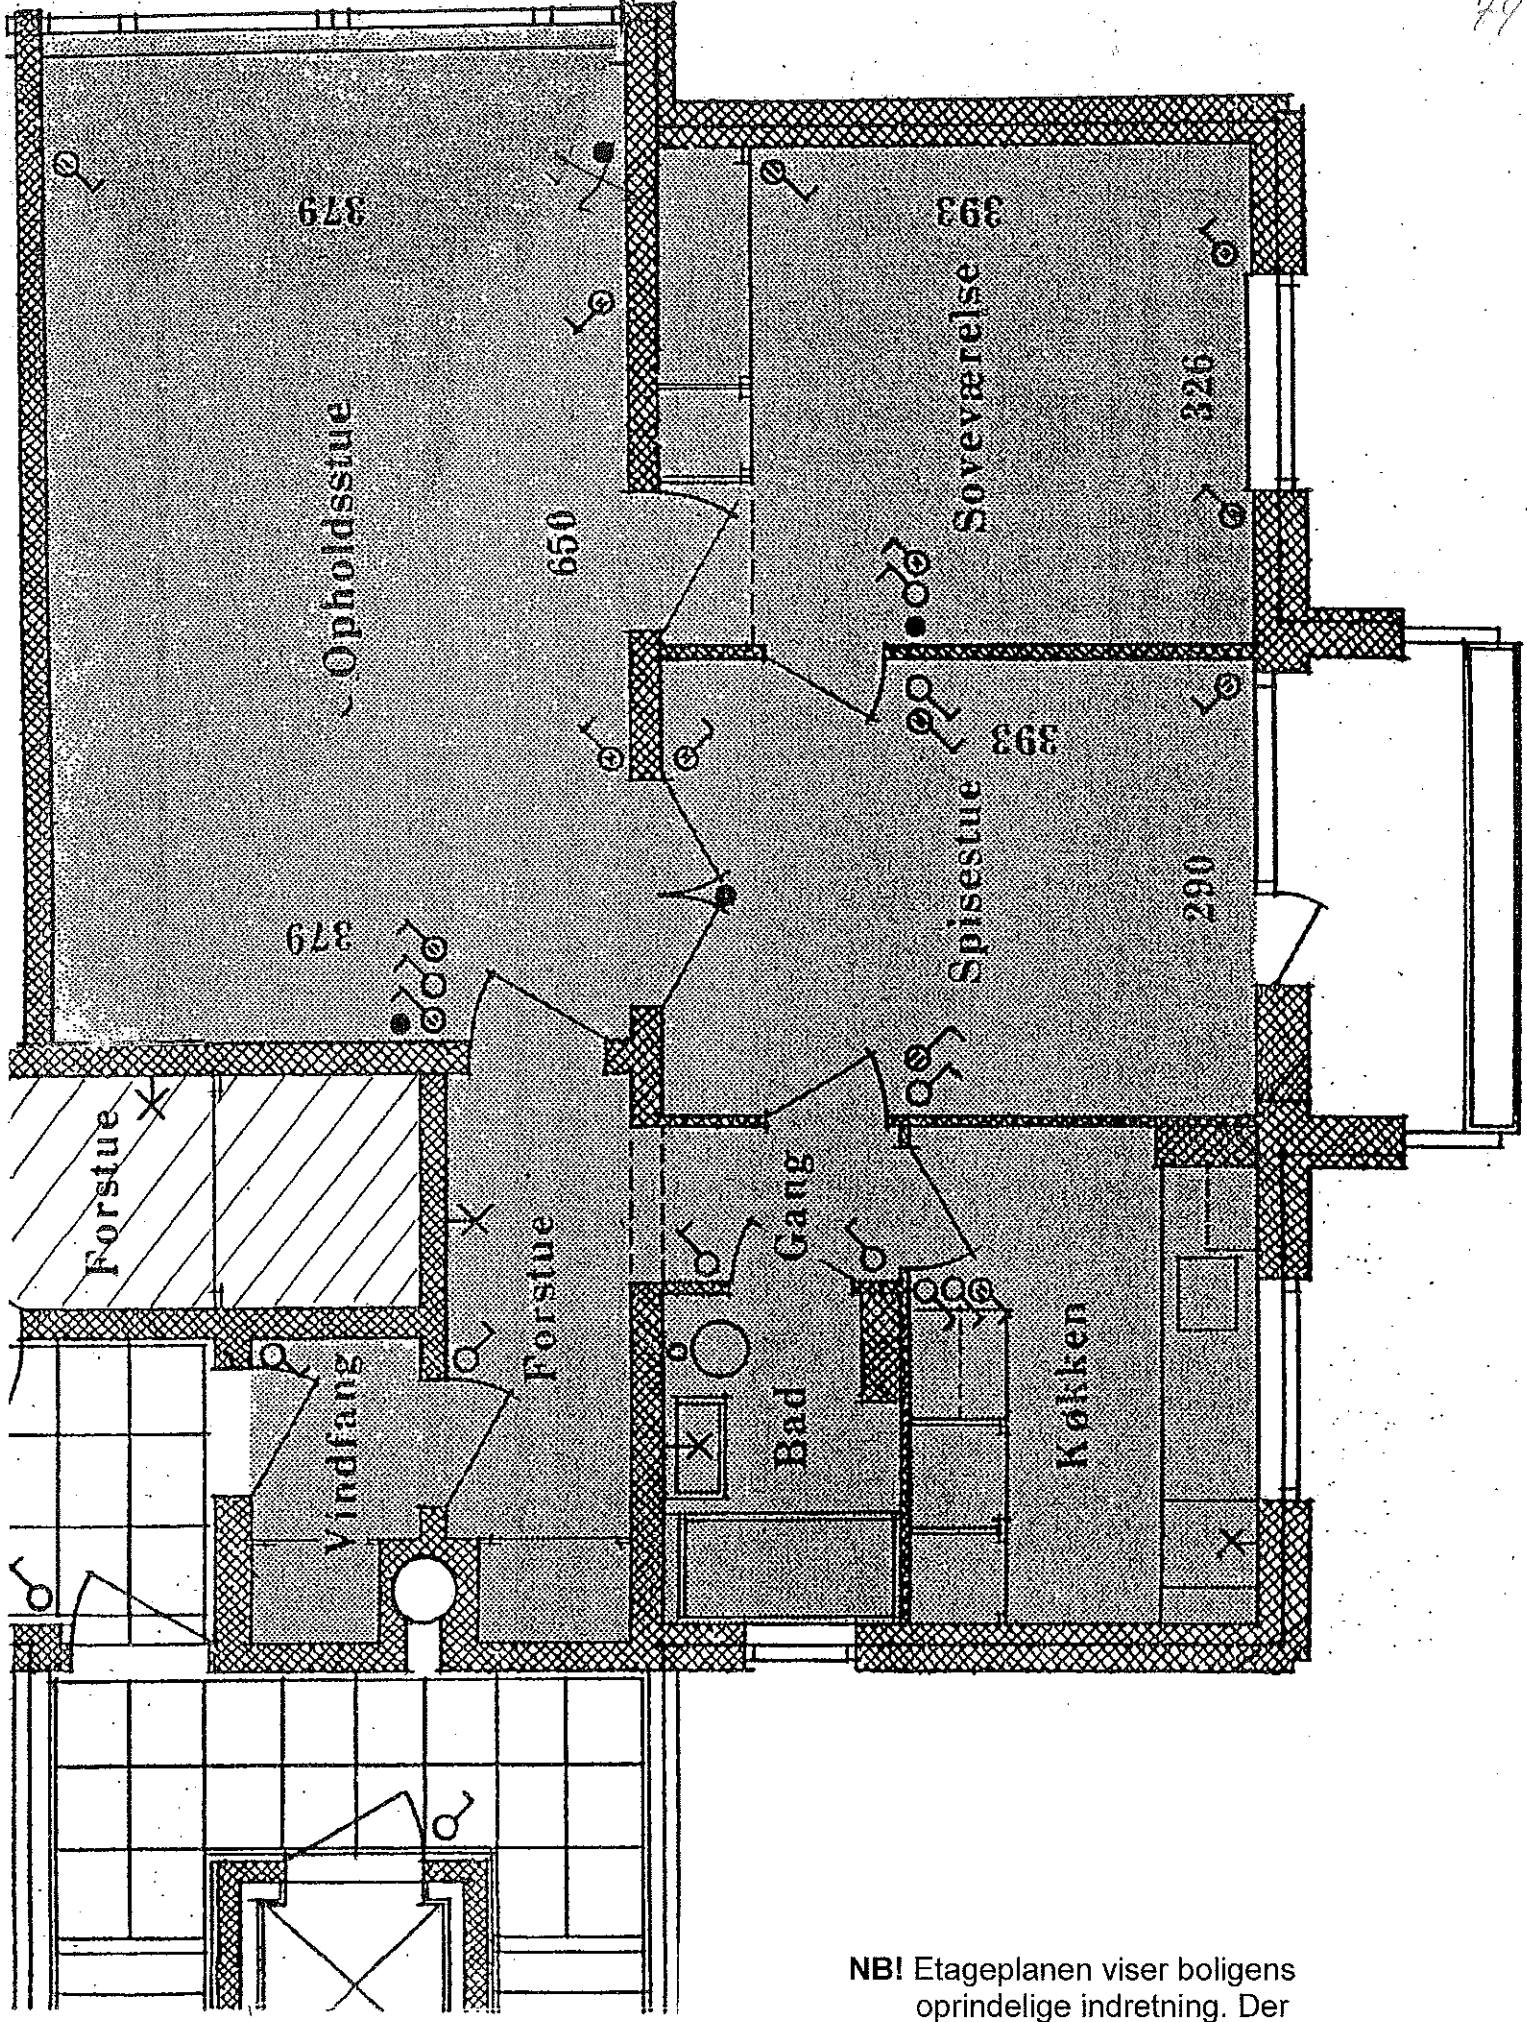 379
393
Soveværelse
326
Opholdsstue
650
393
Spisestue
290
379
Forstue
Gang
Forstue
Vindfang
Bad
Køkken
NB! Etageplanen viser boligens
oprindelige indretning. Der